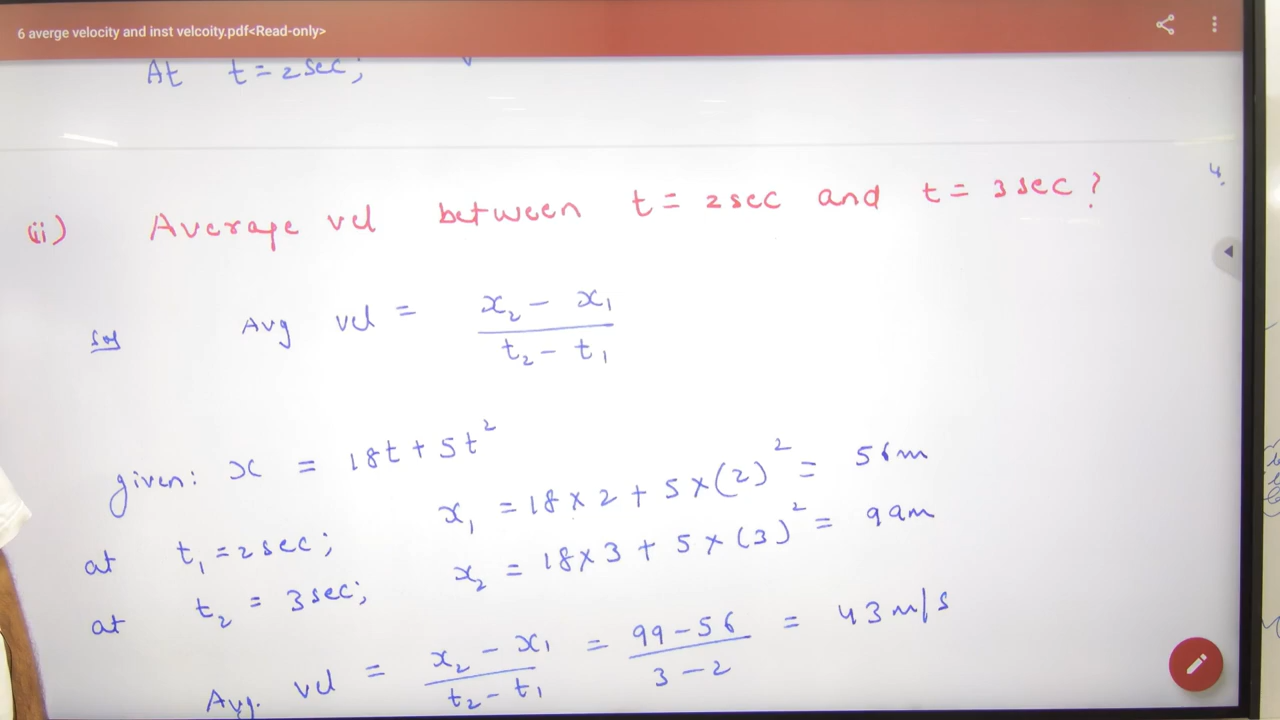 6 averge velocity and inst velcoity.pdf<Read-only>
At t=2sec;
4.
(ii) Average vel between t= 2sec and t= 3sec?
Sol Avg vel = x₂ - x₁ / t₂ - t₁
given: x = 18t + 5t²
at t₁=2sec; x₁ = 18×2 + 5×(2)² = 56m
at t₂ = 3sec; x₂ = 18×3 + 5×(3)² = 99m
Avg. vel = x₂ - x₁ / t₂ - t₁ = 99-56 / 3-2 = 43m/s